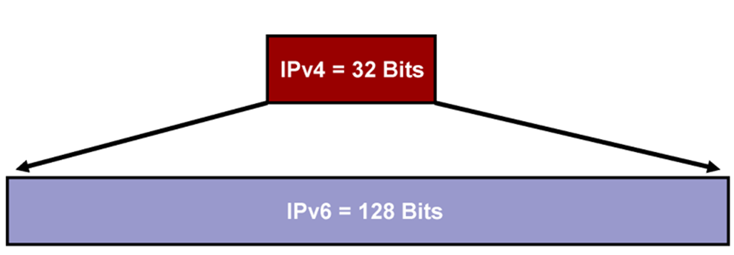 IPv4 = 32 Bits
IPv6 = 128 Bits